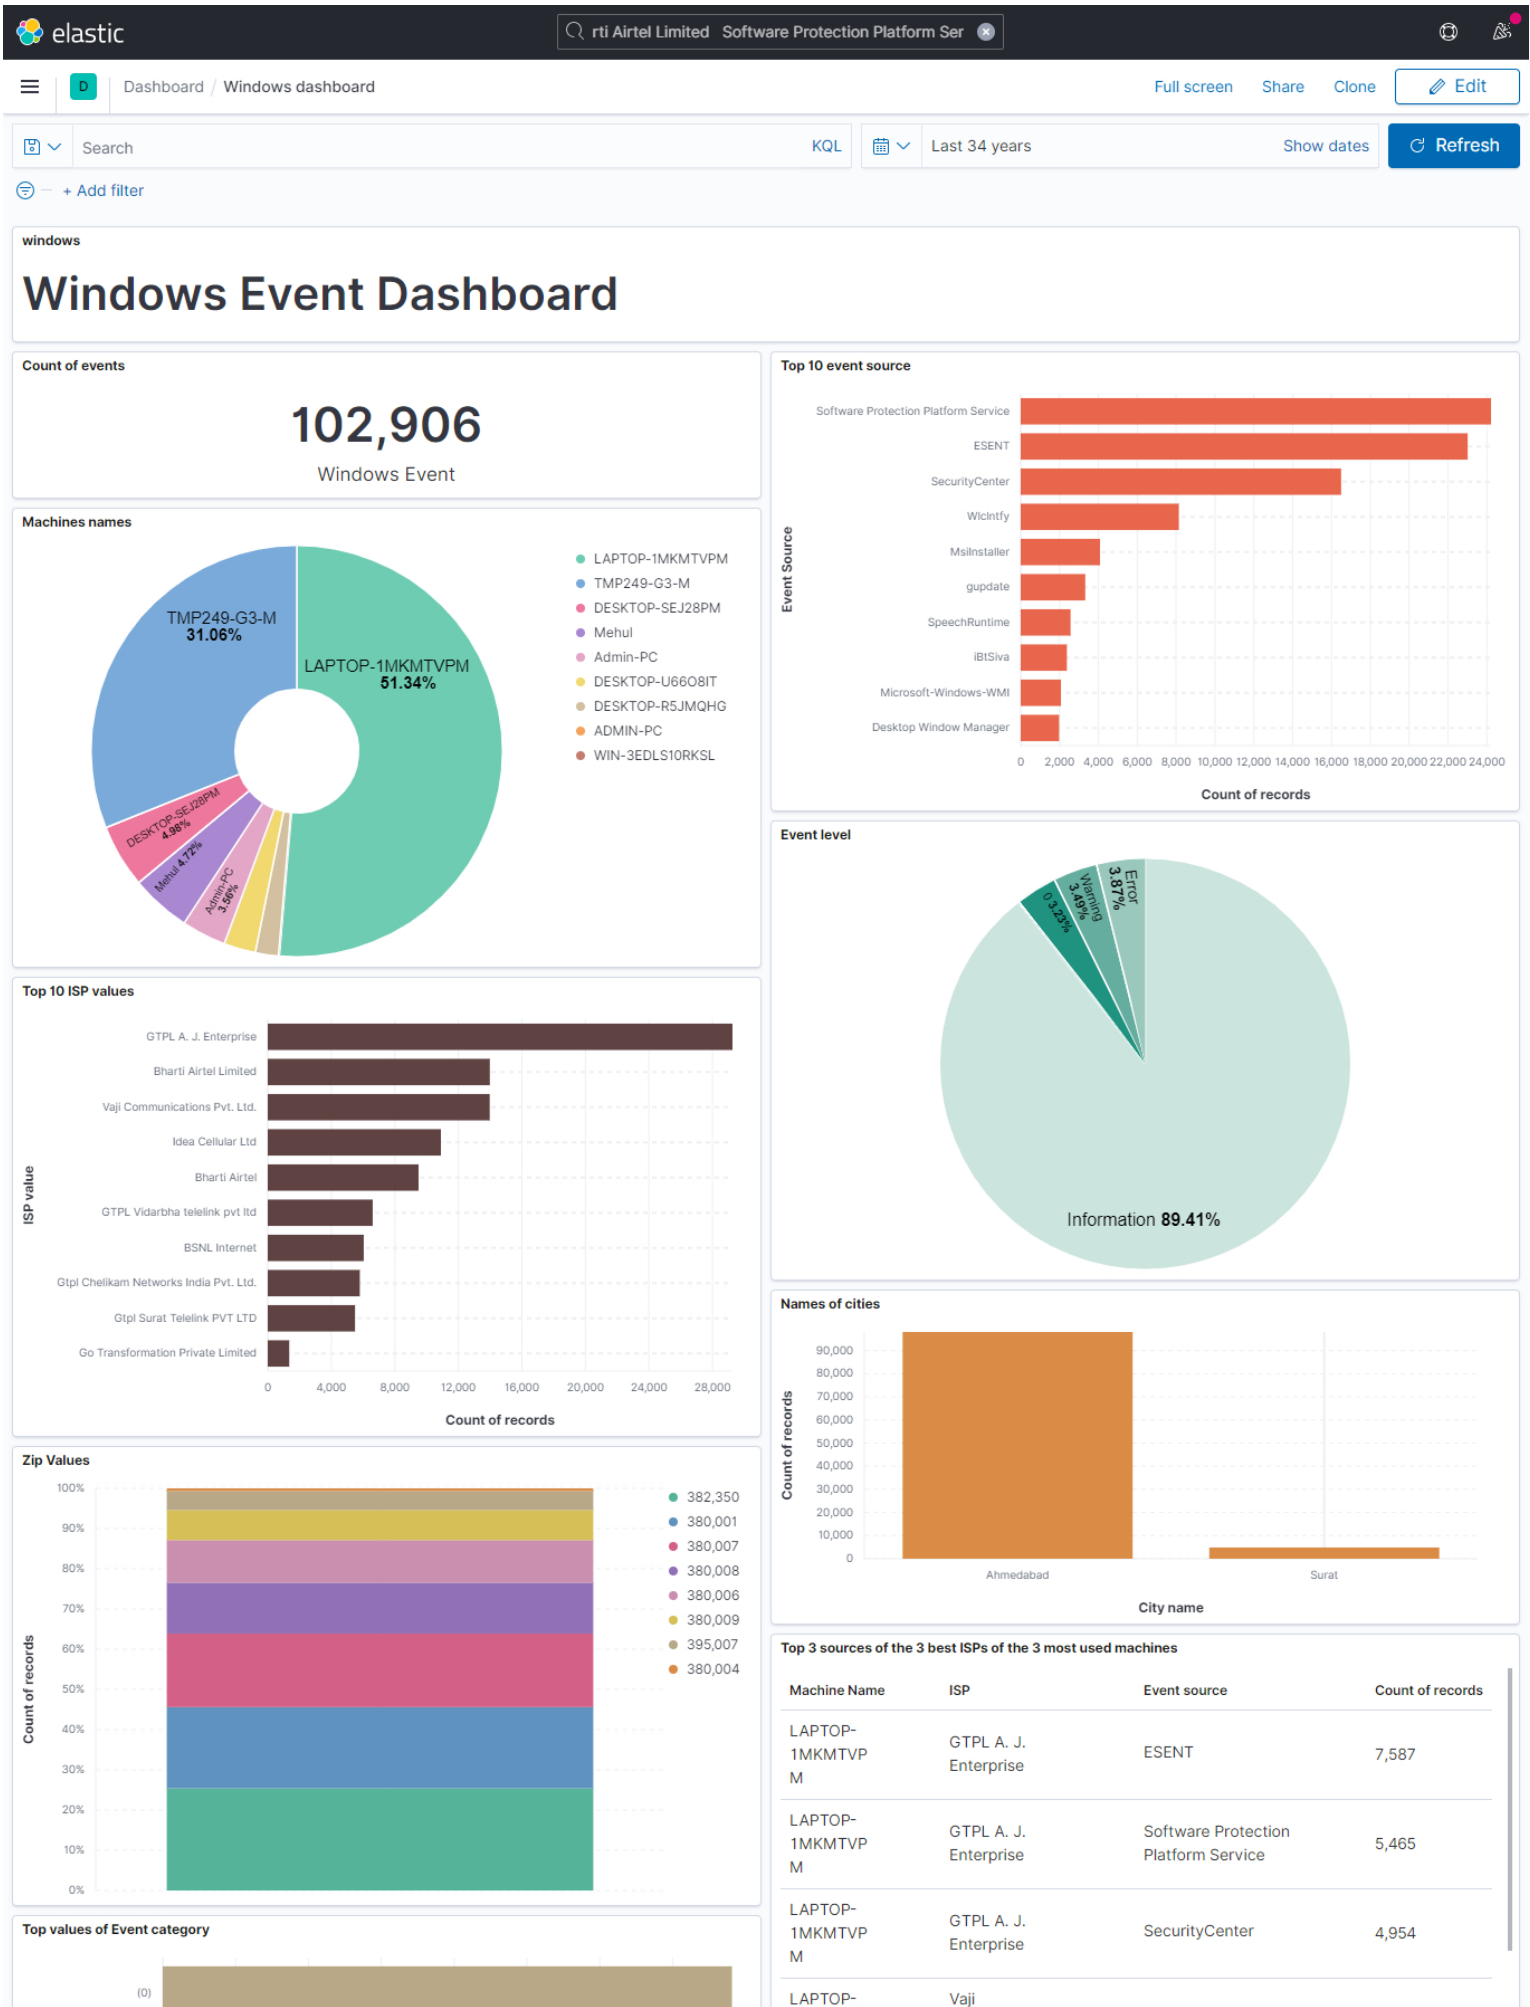 elastic
rti Airtel Limited Software Protection Platform Ser
D
Dashboard / Windows dashboard
Full screen
Share
Clone
Edit
Search
KQL
Last 34 years
Show dates
Refresh
+ Add filter
windows
Windows Event Dashboard
Count of events
102,906
Windows Event
Top 10 event source
Event Source
Software Protection Platform Service
ESENT
SecurityCenter
Wlclntfy
MsiInstaller
gupdate
SpeechRuntime
iBtSiva
Microsoft-Windows-WMI
Desktop Window Manager
0 2,000 4,000 6,000 8,000 10,000 12,000 14,000 16,000 18,000 20,000 22,000 24,000
Count of records
Machines names
TMP249-G3-M
31.06%
LAPTOP-1MKMTVPM
51.34%
DESKTOP-SEJ28PM
4.98%
Mehul 4.72%
Admin-PC
3.56%
LAPTOP-1MKMTVPM
TMP249-G3-M
DESKTOP-SEJ28PM
Mehul
Admin-PC
DESKTOP-U66O8IT
DESKTOP-R5JMQHG
ADMIN-PC
WIN-3EDLS10RKSL
Event level
0 3.23%
Warning
3.49%
Error
3.87%
Information 89.41%
Top 10 ISP values
ISP value
GTPL A. J. Enterprise
Bharti Airtel Limited
Vaji Communications Pvt. Ltd.
Idea Cellular Ltd
Bharti Airtel
GTPL Vidarbha telelink pvt ltd
BSNL Internet
Gtpl Chelikam Networks India Pvt. Ltd.
Gtpl Surat Telelink PVT LTD
Go Transformation Private Limited
0 4,000 8,000 12,000 16,000 20,000 24,000 28,000
Count of records
Names of cities
Count of records
90,000
80,000
70,000
60,000
50,000
40,000
30,000
20,000
10,000
0
Ahmedabad
Surat
City name
Zip Values
Count of records
100%
90%
80%
70%
60%
50%
40%
30%
20%
10%
0%
382,350
380,001
380,007
380,008
380,006
380,009
395,007
380,004
Top 3 sources of the 3 best ISPs of the 3 most used machines
Machine Name ISP Event source Count of records
LAPTOP-
1MKMTVP
M
GTPL A. J.
Enterprise
ESENT
7,587
LAPTOP-
1MKMTVP
M
GTPL A. J.
Enterprise
Software Protection
Platform Service
5,465
LAPTOP-
1MKMTVP
M
GTPL A. J.
Enterprise
SecurityCenter
4,954
LAPTOP-
Vaji
Top values of Event category
(0)